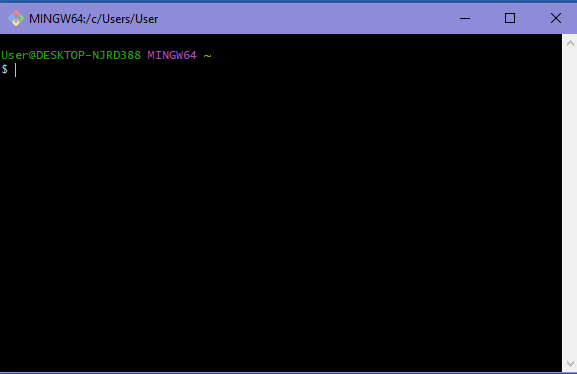 MINGW64:/c/Users/User
User@DESKTOP-NJRD388 MINGW64 ~
$